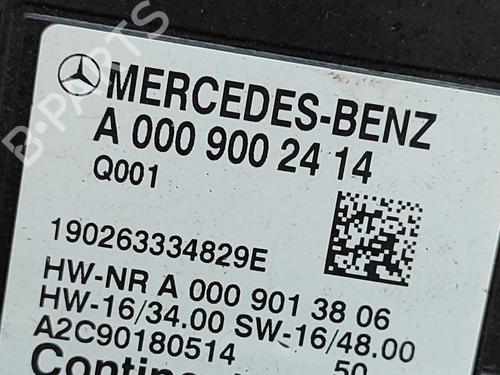 MERCEDES-BENZ
A 000 900 24 14
Q001
190263334829E
HW-NR A 000 901 38 06
HW-16/34.00 SW-16/48.00
A2C90180514 50
B-PARTS